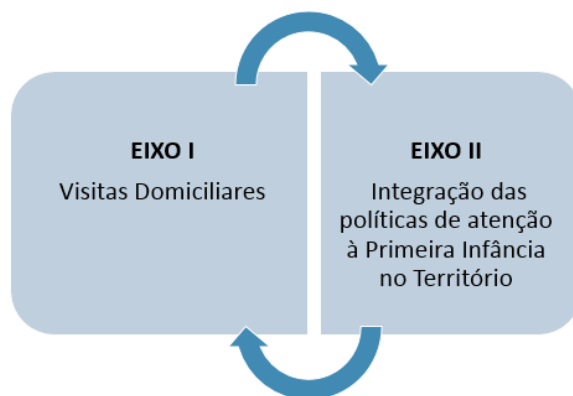 EIXO I
Visitas Domiciliares
EIXO II
Integração das
políticas de atenção
à Primeira Infância
no Território